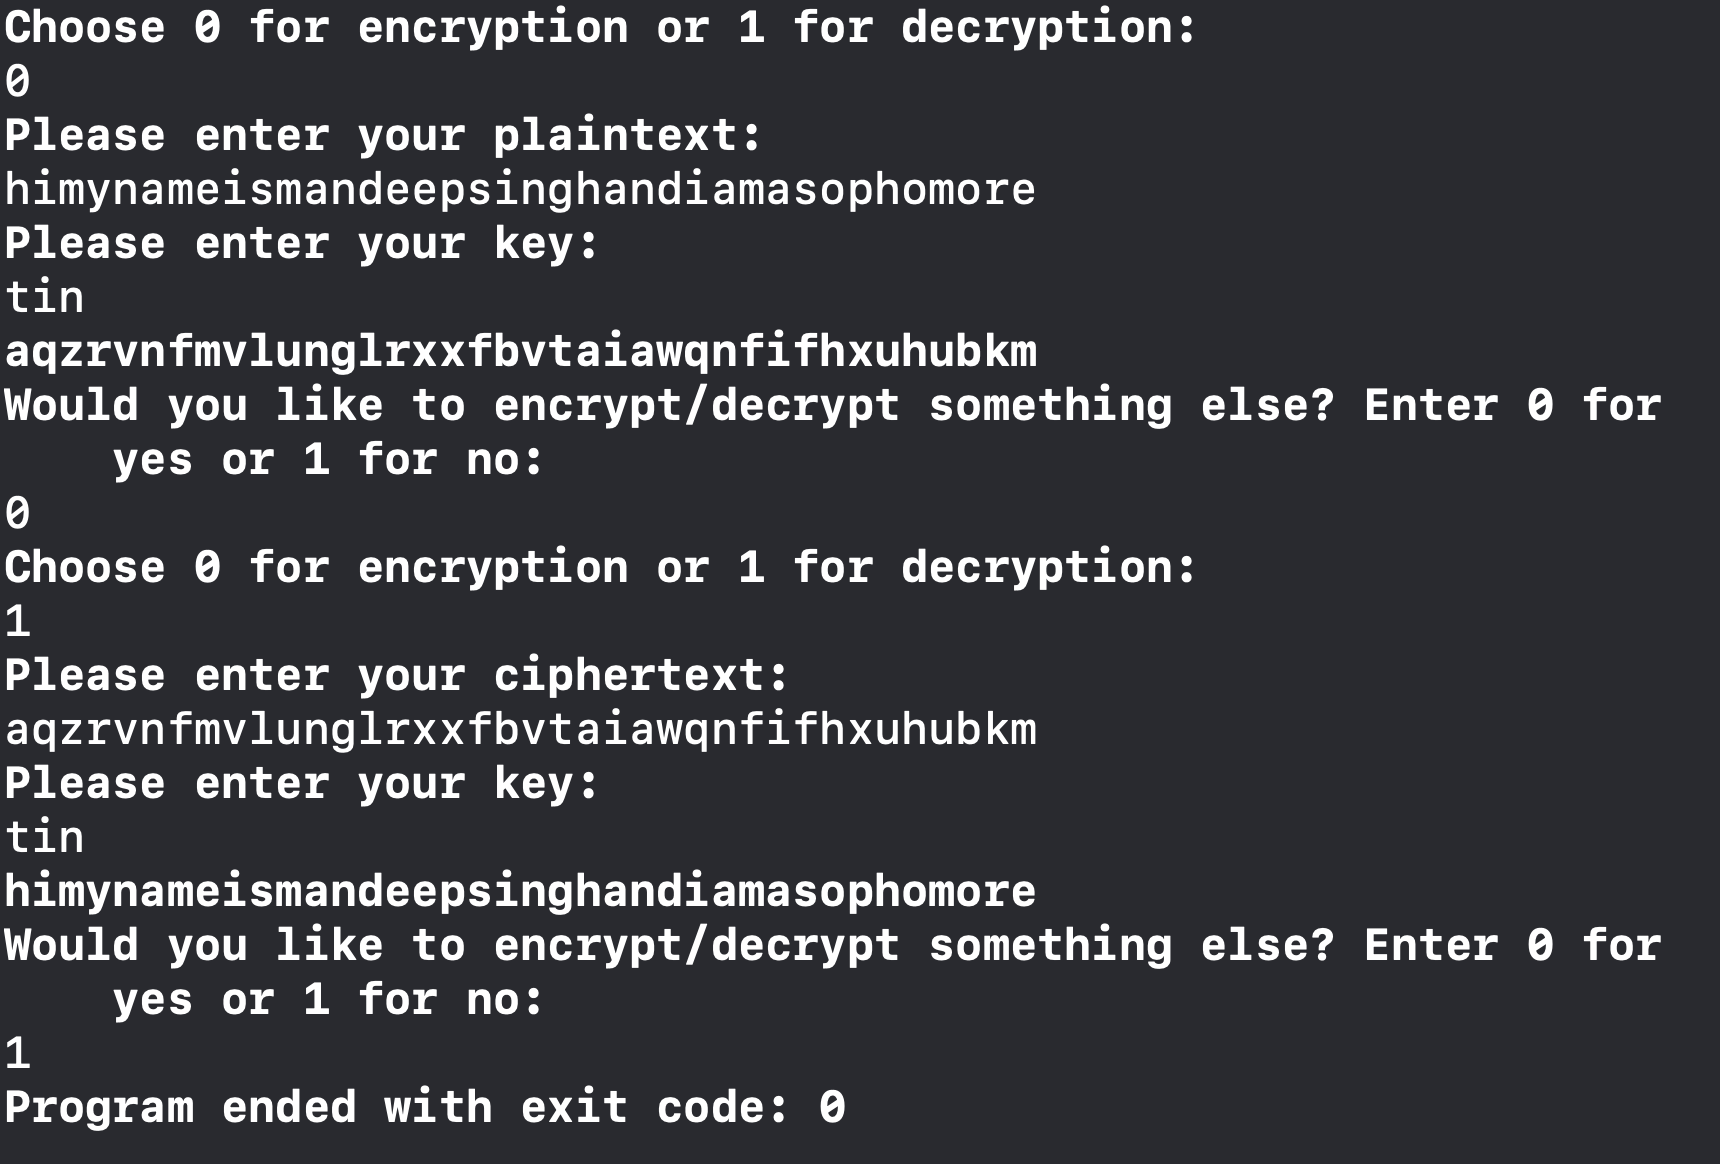 Choose 0 for encryption or 1 for decryption:
0
Please enter your plaintext:
himynameismandeepsinghandiamasophomore
Please enter your key:
tin
aqzrvnfmvlunglrxxfbvtaiawqnfifhxuhubkm
Would you like to encrypt/decrypt something else? Enter 0 for
yes or 1 for no:
0
Choose 0 for encryption or 1 for decryption:
1
Please enter your ciphertext:
aqzrvnfmvlunglrxxfbvtaiawqnfifhxuhubkm
Please enter your key:
tin
himynameismandeepsinghandiamasophomore
Would you like to encrypt/decrypt something else? Enter 0 for
yes or 1 for no:
1
Program ended with exit code: 0